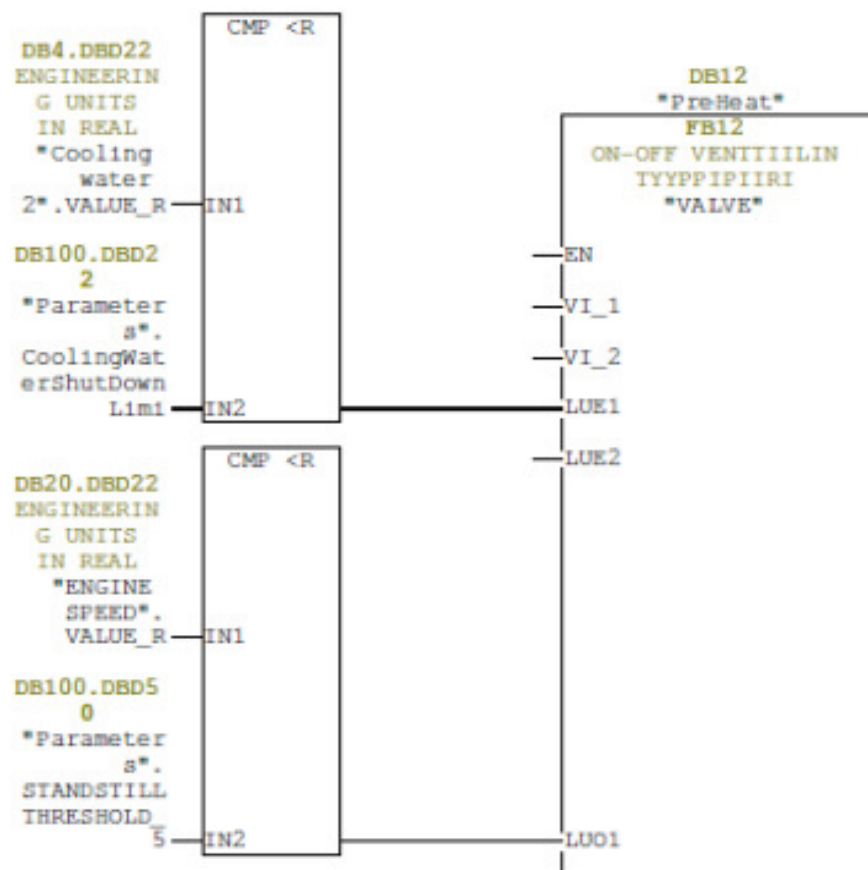 CMP <R
DB4.DBD22
ENGINEERIN
G UNITS
IN REAL
"Cooling
water
2".VALUE_R
IN1
DB100.DBD2
2
"Parameter
s".
CoolingWat
erShutDown
Limi
IN2
CMP <R
DB20.DBD22
ENGINEERIN
G UNITS
IN REAL
"ENGINE
SPEED".
VALUE_R
IN1
DB100.DBD5
0
"Parameter
s".
STANDSTILL
THRESHOLD_
5
IN2
DB12
"PreHeat"
FB12
ON-OFF VENTTIILIN
TYYPPIPIIRI
"VALVE"
EN
VI_1
VI_2
LUE1
LUE2
LUO1